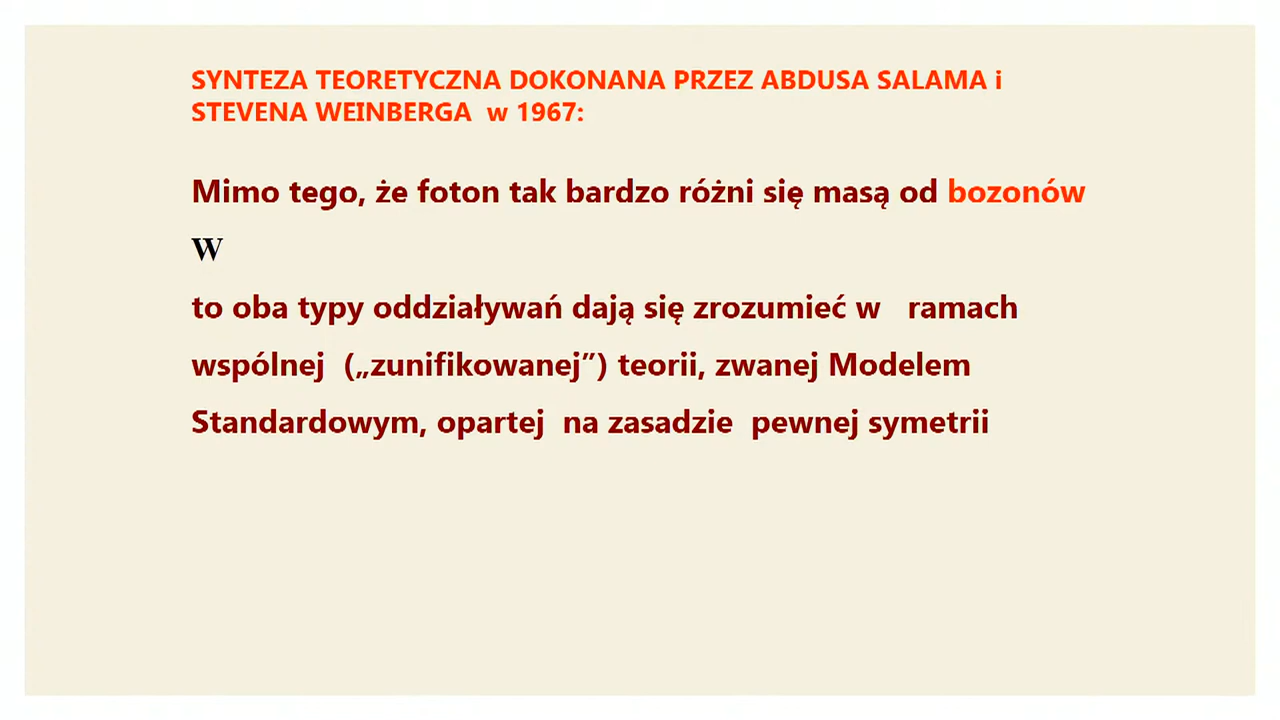 SYNTEZA TEORETYCZNA DOKONANA PRZEZ ABDUSA SALAMA i
STEVENA WEINBERGA w 1967:
Mimo tego, że foton tak bardzo różni się masą od bozonów
W
to oba typy oddziaływań dają się zrozumieć w ramach
wspólnej („zunifikowanej”) teorii, zwanej Modelem
Standardowym, opartej na zasadzie pewnej symetrii